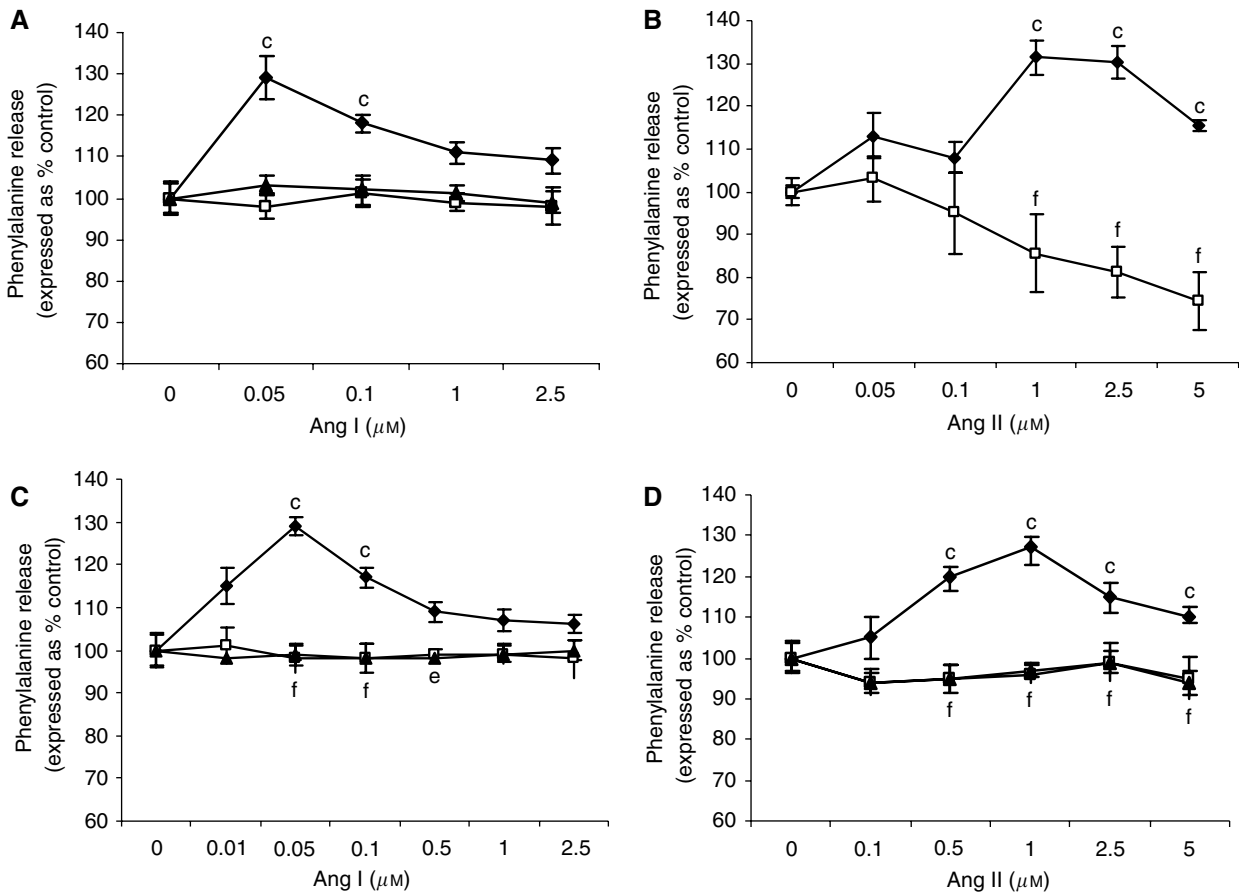 A
Phenylalanine release
(expressed as % control)
140
130
120
110
100
90
80
70
60
c
c
0 0.05 0.1 1 2.5
Ang I (μM)
B
Phenylalanine release
(expressed as % control)
140
130
120
110
100
90
80
70
60
c c
c
f
f
f
0 0.05 0.1 1 2.5 5
Ang II (μM)
C
Phenylalanine release
(expressed as % control)
140
130
120
110
100
90
80
70
60
c
c
f f e
0 0.01 0.05 0.1 0.5 1 2.5
Ang I (μM)
D
Phenylalanine release
(expressed as % control)
140
130
120
110
100
90
80
70
60
c c
c
c
f f f f
0 0.1 0.5 1 2.5 5
Ang II (μM)